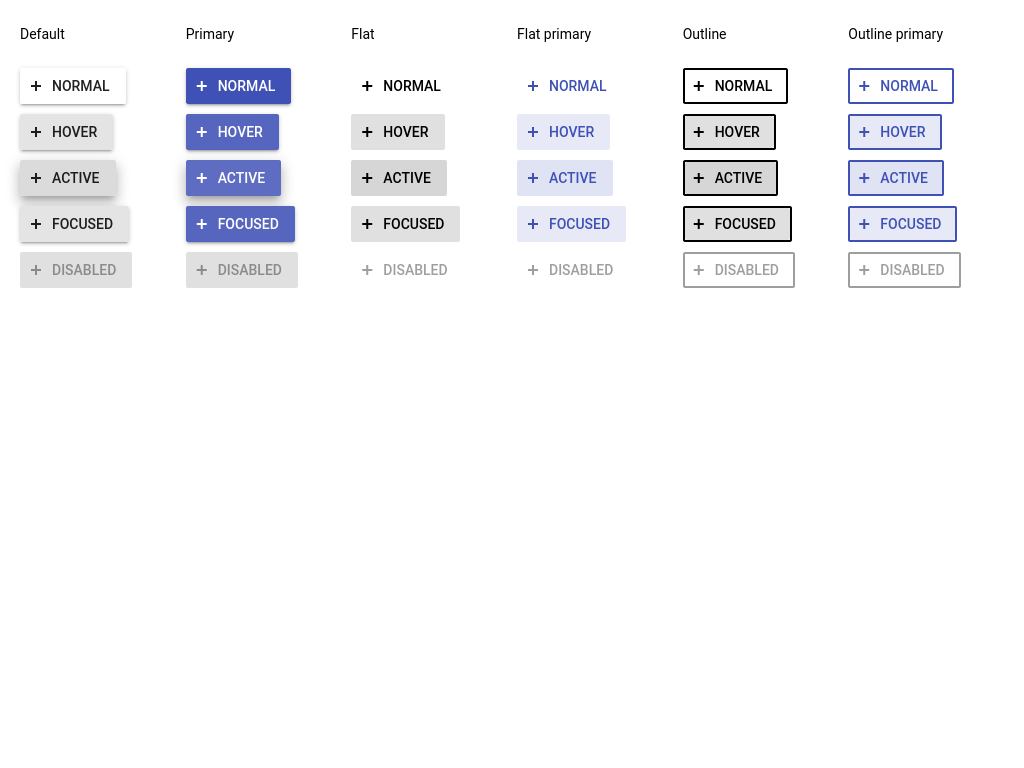 Default Primary Flat Flat primary Outline Outline primary
NORMAL NORMAL NORMAL NORMAL NORMAL NORMAL
HOVER HOVER HOVER HOVER HOVER HOVER
ACTIVE ACTIVE ACTIVE ACTIVE ACTIVE ACTIVE
FOCUSED FOCUSED FOCUSED FOCUSED FOCUSED FOCUSED
DISABLED DISABLED DISABLED DISABLED DISABLED DISABLED